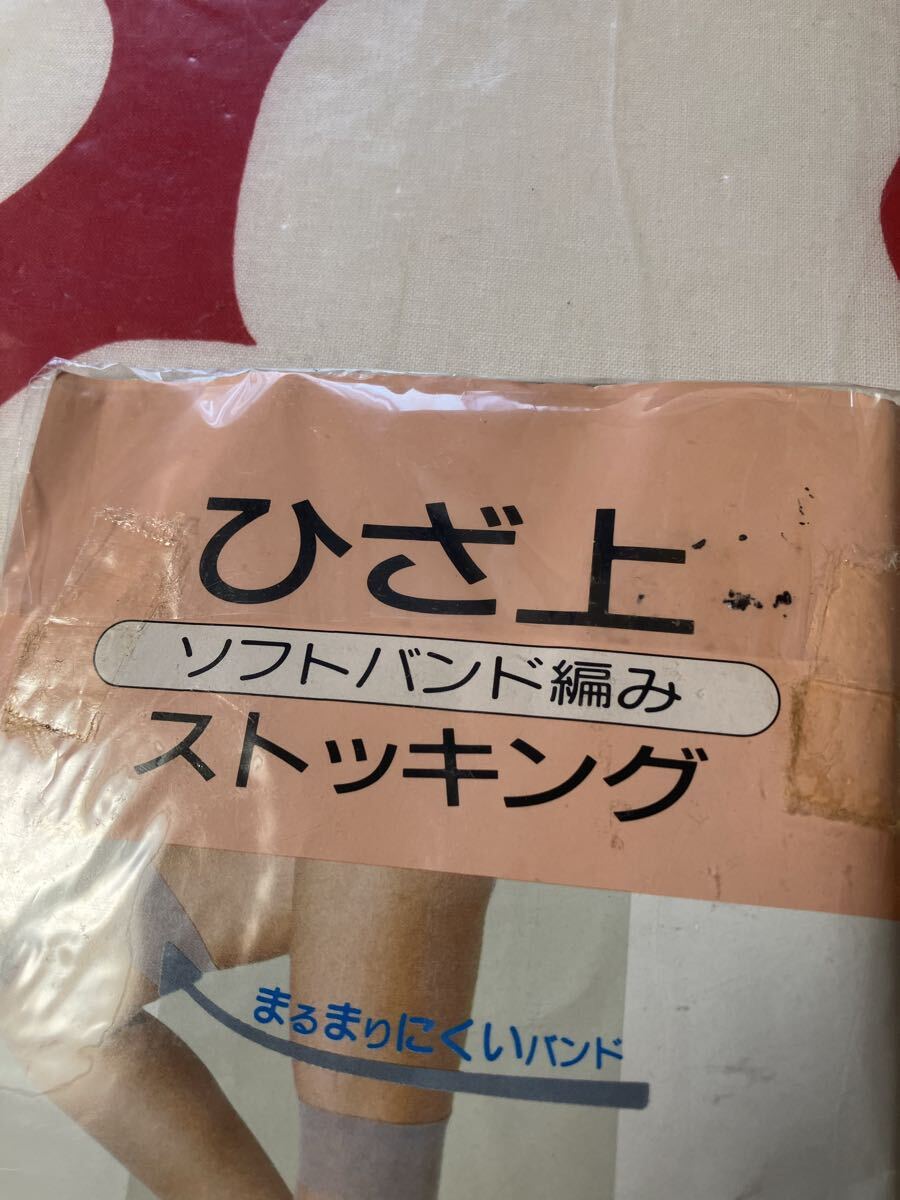 ひざ上
ソフトバンド編み
ストッキング
まるまりにくいバンド